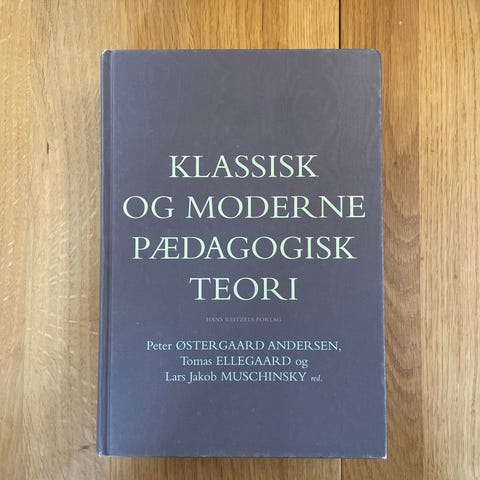 KLASSISK
OG MODERNE
PÆDAGOGISK
TEORI
HANS REITZELS FORLAG
Peter ØSTERGAARD ANDERSEN,
Tomas ELLEGAARD og
Lars Jakob MUSCHINSKY red.